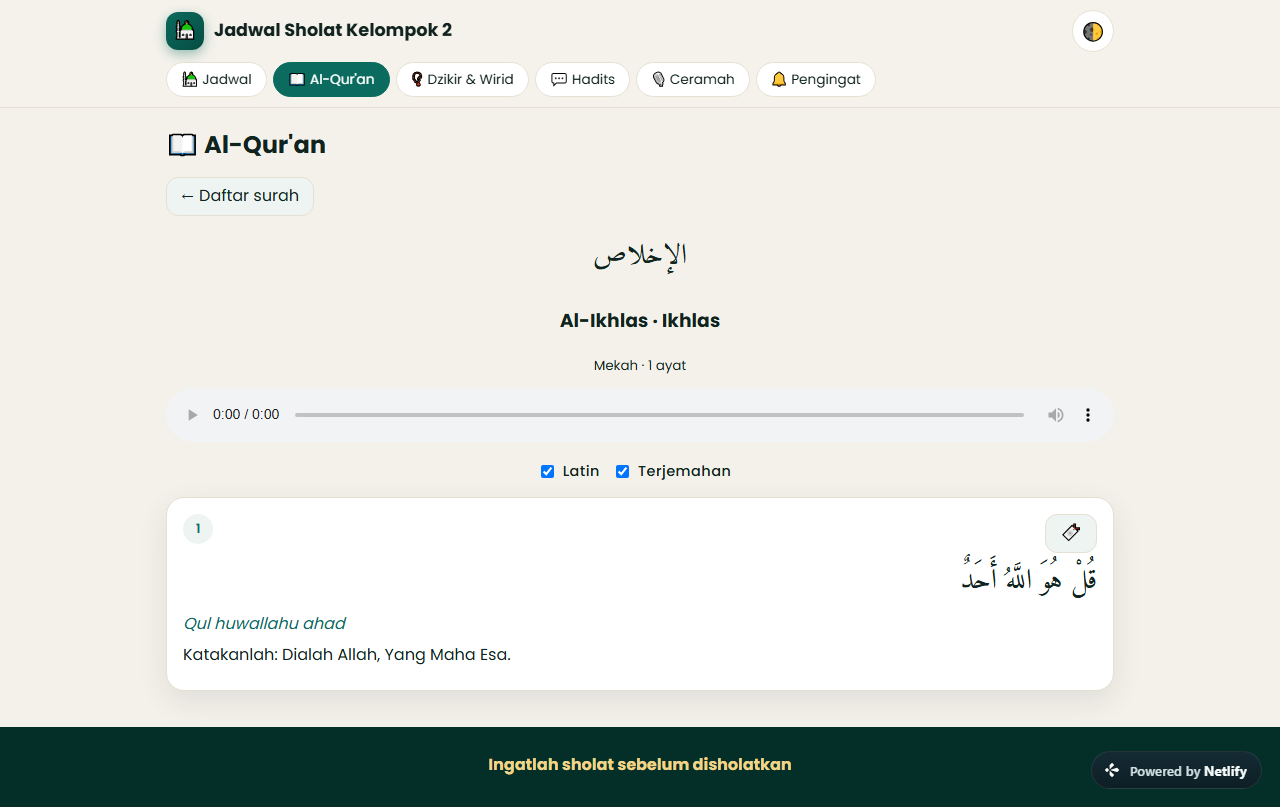 Jadwal Sholat Kelompok 2
Jadwal
Al-Qur'an
Dzikir & Wirid
Hadits
Ceramah
Pengingat
Al-Qur'an
← Daftar surah
الإخلاص
Al-Ikhlas · Ikhlas
Mekah · 1 ayat
0:00 / 0:00
Latin
Terjemahan
1
قُلْ هُوَ اللَّهُ أَحَدٌ
Qul huwallahu ahad
Katakanlah: Dialah Allah, Yang Maha Esa.
Ingatlah sholat sebelum disholatkan
Powered by Netlify